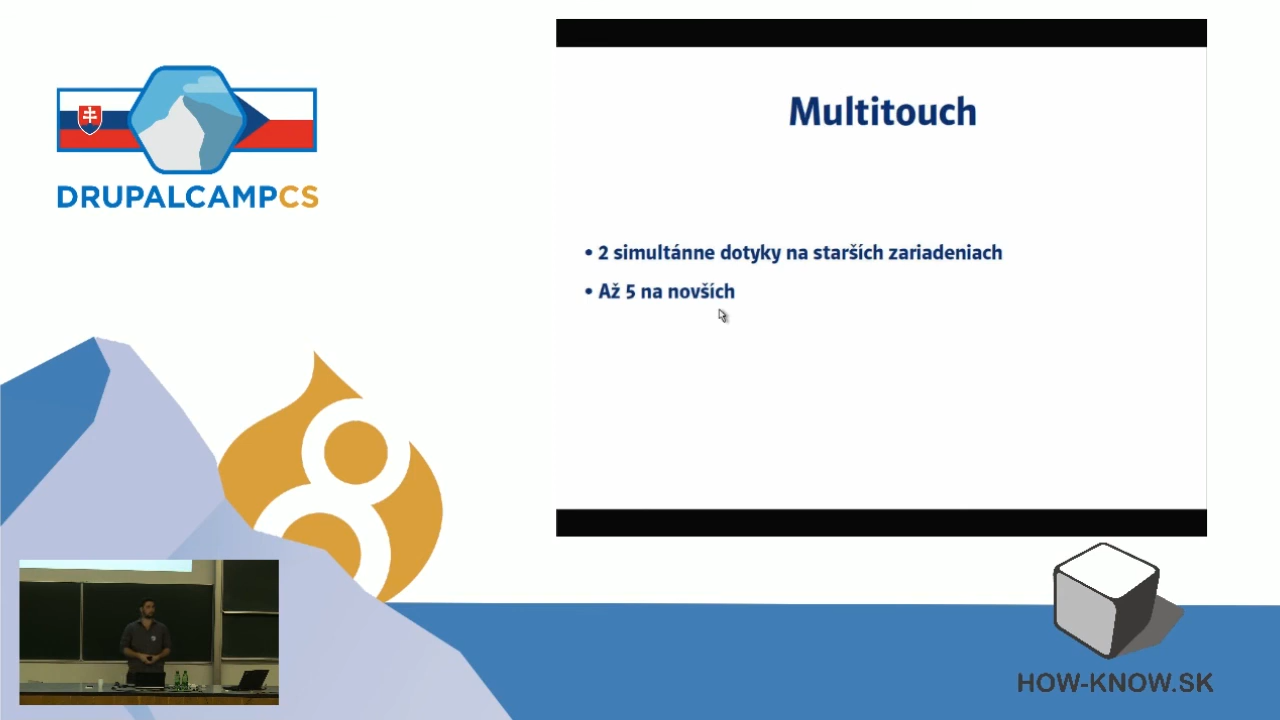 DRUPALCAMPCS
Multitouch
• 2 simultánne dotyky na starších zariadeniach
• Až 5 na novších
HOW-KNOW.SK